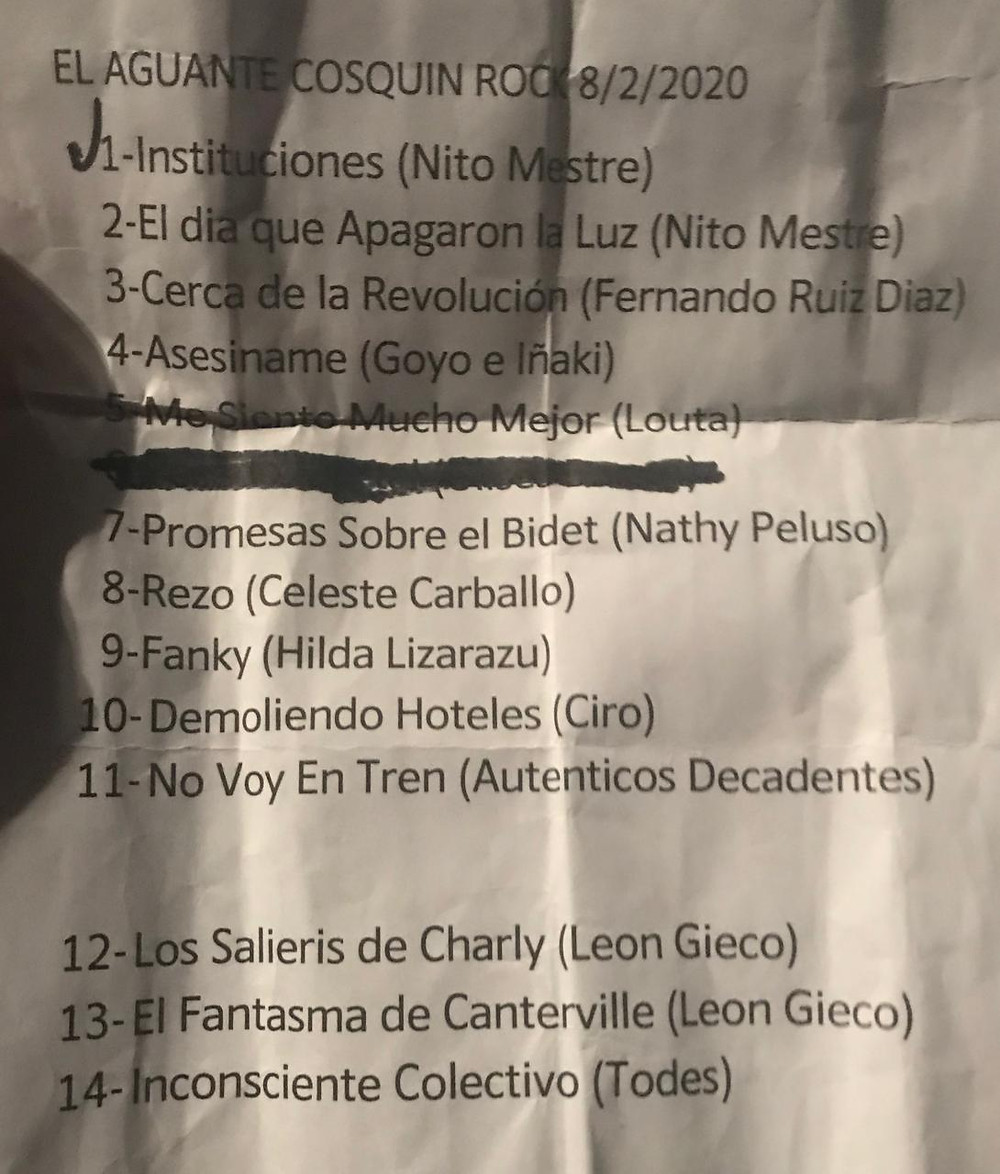 EL AGUANTE COSQUIN ROCK 8/2/2020
1-Instituciones (Nito Mestre)
2-El dia que Apagaron la Luz (Nito Mestre)
3-Cerca de la Revolución (Fernando Ruiz Diaz)
4-Asesiname (Goyo e Iñaki)
5-Me Siento Mucho Mejor (Louta)
7-Promesas Sobre el Bidet (Nathy Peluso)
8-Rezo (Celeste Carballo)
9-Fanky (Hilda Lizarazu)
10-Demoliendo Hoteles (Ciro)
11-No Voy En Tren (Autenticos Decadentes)
12-Los Salieris de Charly (Leon Gieco)
13-El Fantasma de Canterville (Leon Gieco)
14-Inconsciente Colectivo (Todes)